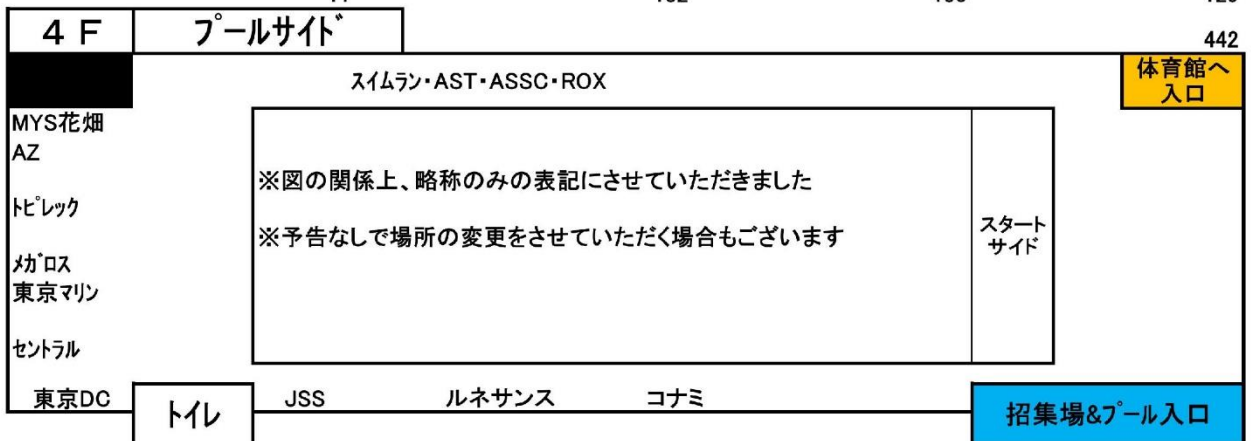 4F
プールサイド
442
スイムラン・AST・ASSC・ROX
体育館へ
入口
MYS花畑
AZ
※図の関係上、略称のみの表記にさせていただきました
トピレック
※予告なしで場所の変更をさせていただく場合もございます
スタート
サイド
メガロス
東京マリン
セントラル
東京DC
トイレ
JSS
ルネサンス
コナミ
招集場&プール入口